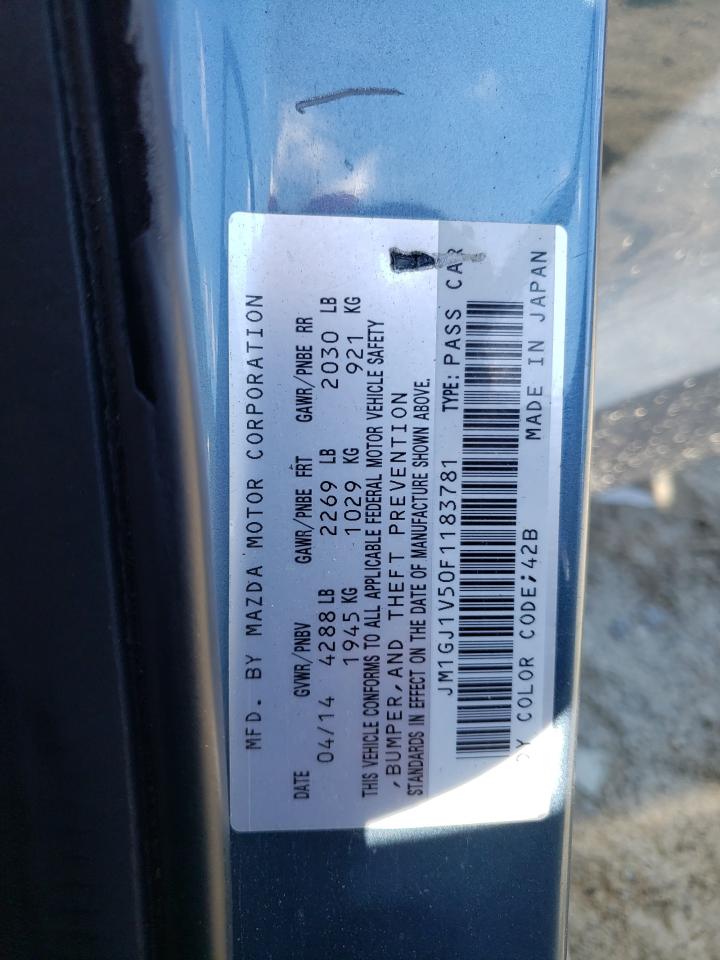 MFD. BY MAZDA MOTOR CORPORATION
DATE GVWR/PNBV GAWR/PNBE FRT GAWR/PNBE RR
04/14 4288 LB 2269 LB 2030 LB
1945 KG 1029 KG 921 KG
THIS VEHICLE CONFORMS TO ALL APPLICABLE FEDERAL MOTOR VEHICLE SAFETY
,BUMPER,AND THEFT PREVENTION
STANDARDS IN EFFECT ON THE DATE OF MANUFACTURE SHOWN ABOVE.
JM1GJ1V50F1183781 TYPE: PASS CAR
COLOR CODE;42B MADE IN JAPAN